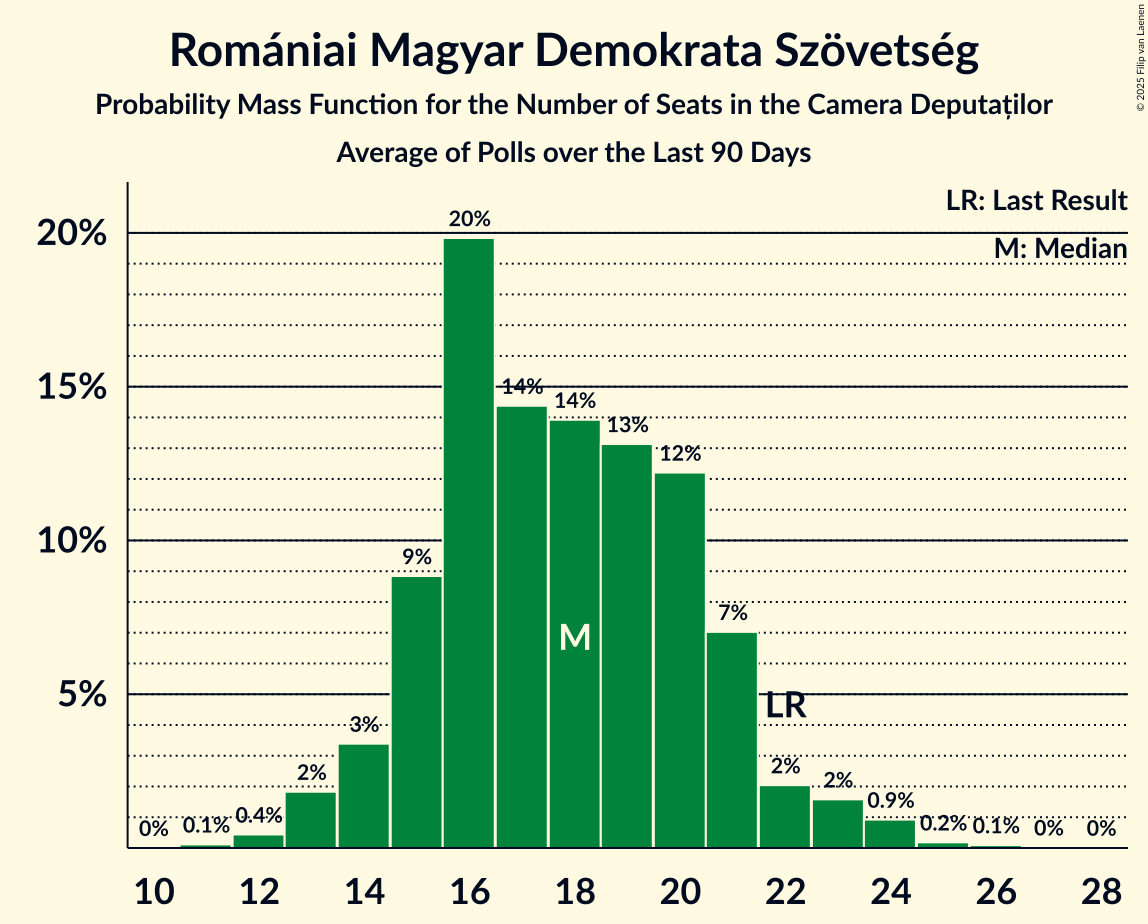 Romániai Magyar Demokrata Szövetség
Probability Mass Function for the Number of Seats in the Camera Deputaților
Average of Polls over the Last 90 Days
© 2025 Filip van Laenen
LR: Last Result
M: Median
20%
15%
10%
5%
0%
0.1%
0.4%
2%
3%
9%
20%
14%
14%
13%
12%
7%
2%
2%
0.9%
0.2%
0.1%
0%
0%
M
LR
10 12 14 16 18 20 22 24 26 28